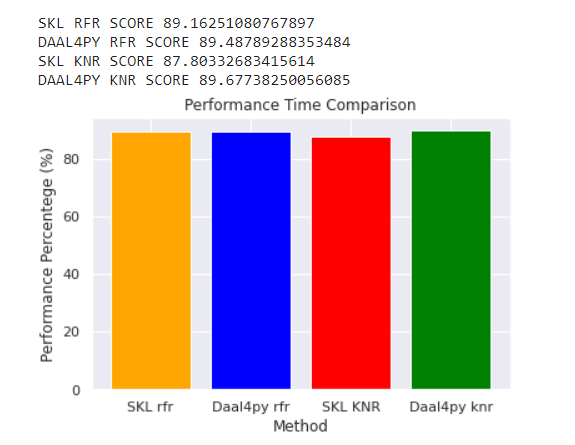 SKL RFR SCORE 89.16251080767897
DAAL4PY RFR SCORE 89.48789288353484
SKL KNR SCORE 87.80332683415614
DAAL4PY KNR SCORE 89.67738250056085
Performance Time Comparison
Performance Percentege (%)
80
60
40
20
0
SKL rfr Daal4py rfr SKL KNR Daal4py knr
Method